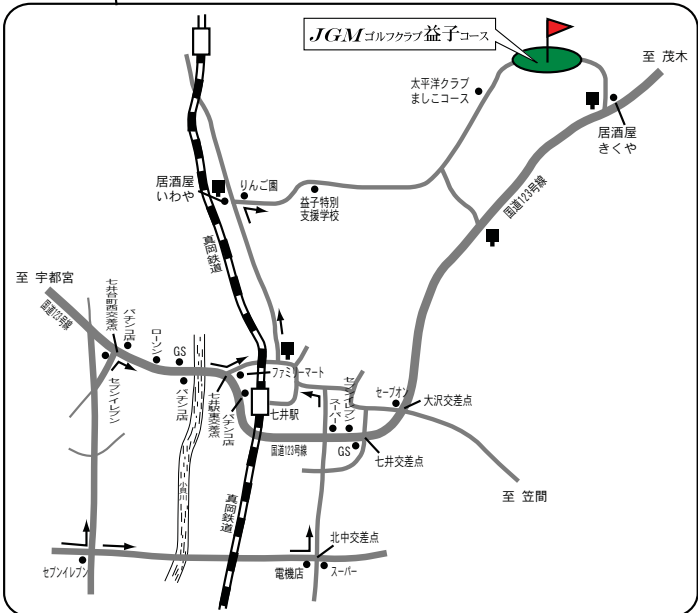 JGMゴルフクラブ益子コース
至 茂木
太平洋クラブ
ましこコース
居酒屋
きくや
居酒屋
いわや
りんご園
益子特別
支援学校
国道123号線
真岡鉄道
至 宇都宮
国道123号線
七井台町西交差点
パチンコ店
ローソン
GS
セブンイレブン
パチンコ店
七井駅東交差点
パチンコ店
ファミリーマート
七井駅
スーパー
セブンイレブン
セーブオン
大沢交差点
国道123号線
GS
七井交差点
小貝川
真岡鉄道
至 笠間
北中交差点
セブンイレブン
電機店
スーパー